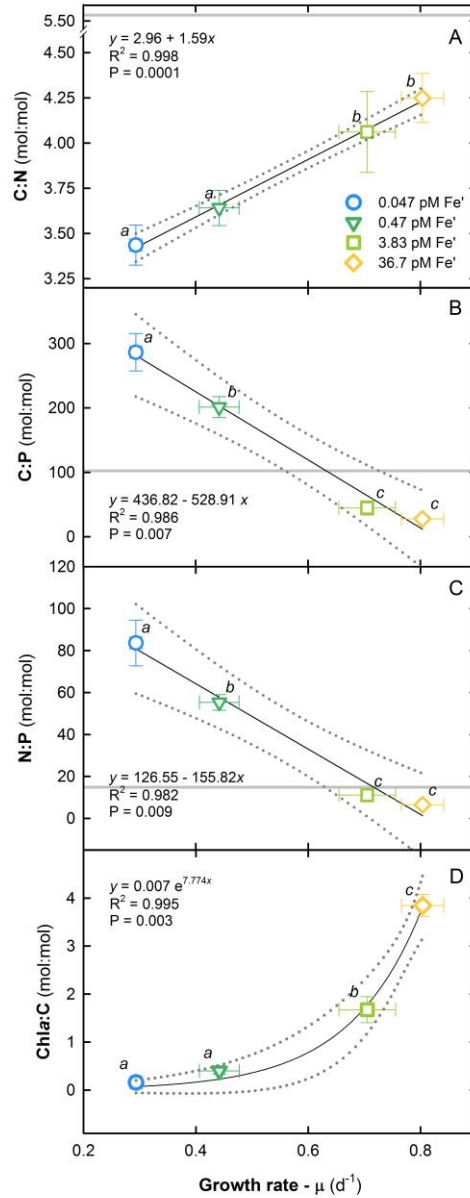 5.50
y = 2.96 + 1.59x
R² = 0.998
P = 0.0001
A
C:N (mol:mol)
4.25
4.00
3.75
3.50
3.25
a
a
b
b
0.047 pM Fe'
0.47 pM Fe'
3.83 pM Fe'
36.7 pM Fe'
B
C:P (mol:mol)
300
200
100
0
a
b
c
c
y = 436.82 - 528.91 x
R² = 0.986
P = 0.007
C
N:P (mol:mol)
120
100
80
60
40
20
0
a
b
c
c
y = 126.55 - 155.82x
R² = 0.982
P = 0.009
D
y = 0.007 e^7.774x
R² = 0.995
P = 0.003
Chla:C (mol:mol)
4
3
2
1
0
a
a
b
c
0.2 0.4 0.6 0.8
Growth rate - μ (d⁻¹)